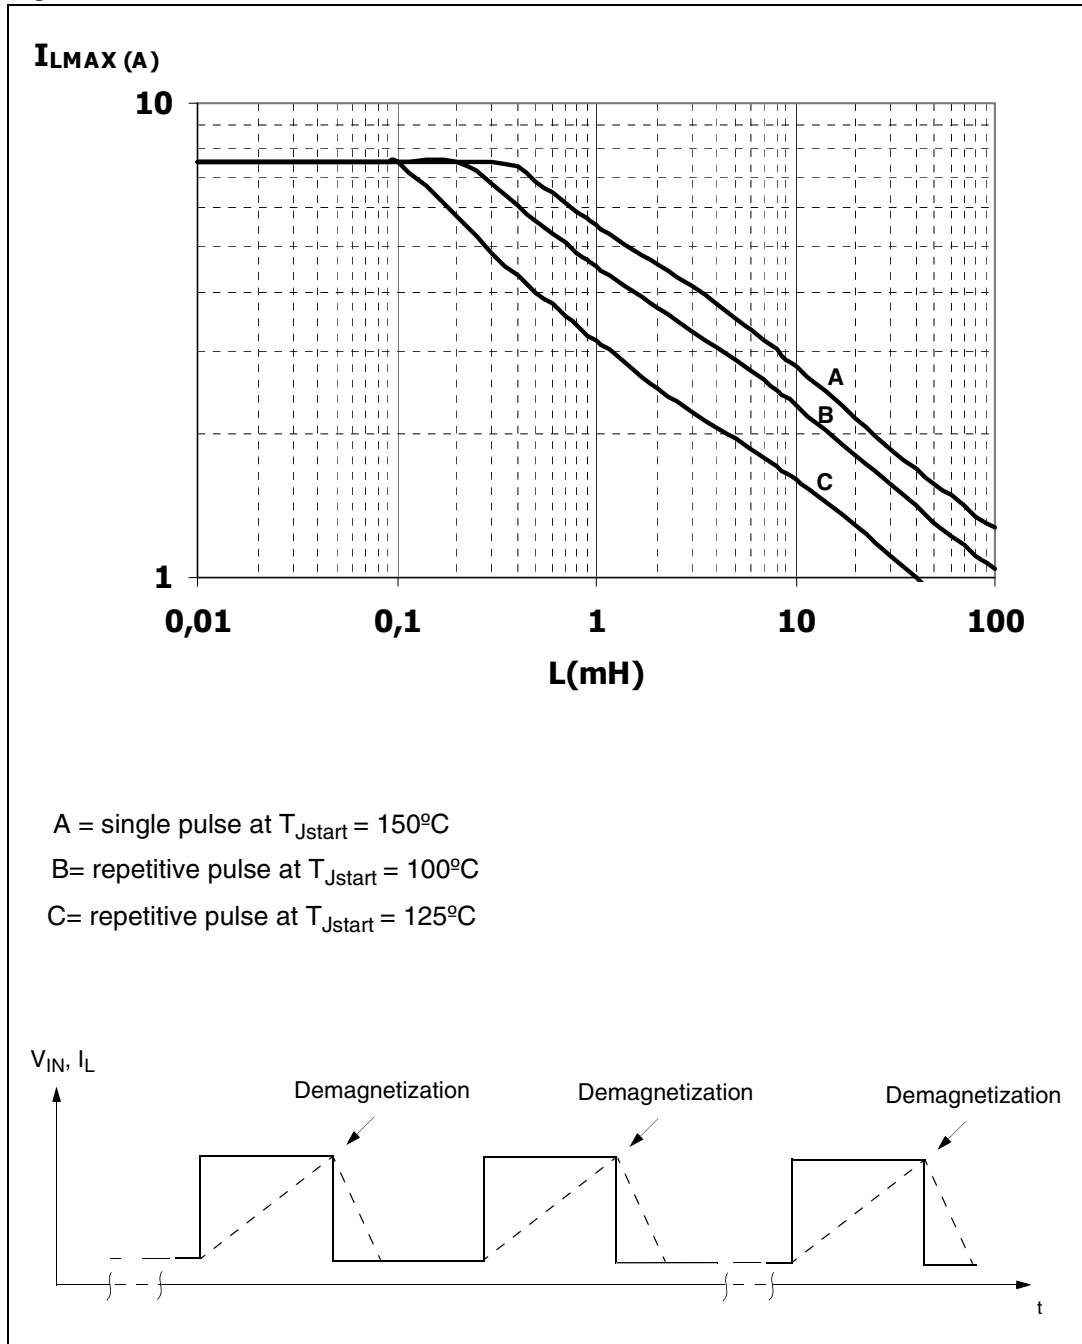 ILMAX (A)
10
A
B
C
1
0,01 0,1 1 10 100
L(mH)
A = single pulse at TJstart = 150ºC
B= repetitive pulse at TJstart = 100ºC
C= repetitive pulse at TJstart = 125ºC
VIN, IL
Demagnetization Demagnetization Demagnetization
t